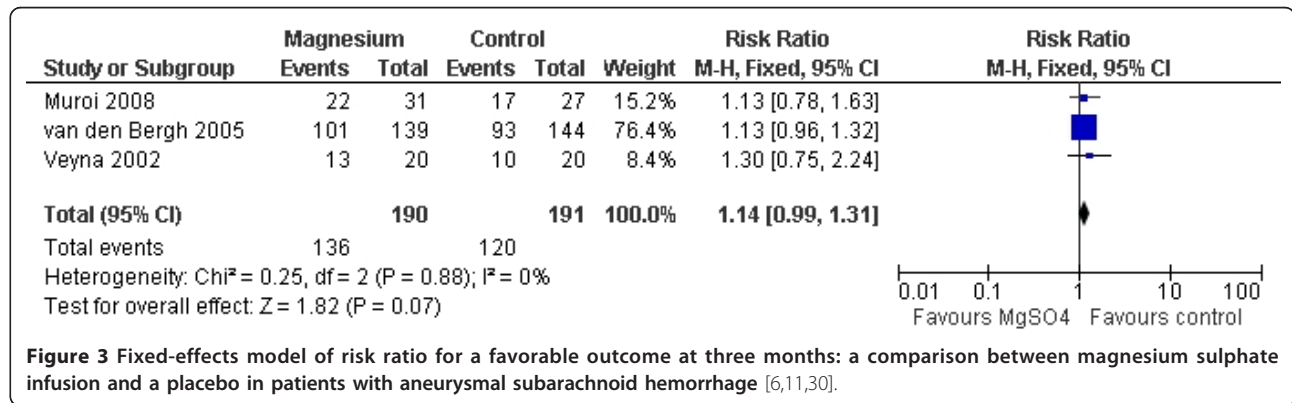 Magnesium Control Risk Ratio Risk Ratio
Study or Subgroup Events Total Events Total Weight M-H, Fixed, 95% CI M-H, Fixed, 95% CI
Muroi 2008 22 31 17 27 15.2% 1.13 [0.78, 1.63]
van den Bergh 2005 101 139 93 144 76.4% 1.13 [0.96, 1.32]
Veyna 2002 13 20 10 20 8.4% 1.30 [0.75, 2.24]
Total (95% CI) 190 191 100.0% 1.14 [0.99, 1.31]
Total events 136 120
Heterogeneity: Chi² = 0.25, df = 2 (P = 0.88); I² = 0%
Test for overall effect: Z = 1.82 (P = 0.07)
0.01 0.1 1 10 100
Favours MgSO4 Favours control
Figure 3 Fixed-effects model of risk ratio for a favorable outcome at three months: a comparison between magnesium sulphate
infusion and a placebo in patients with aneurysmal subarachnoid hemorrhage [6,11,30].